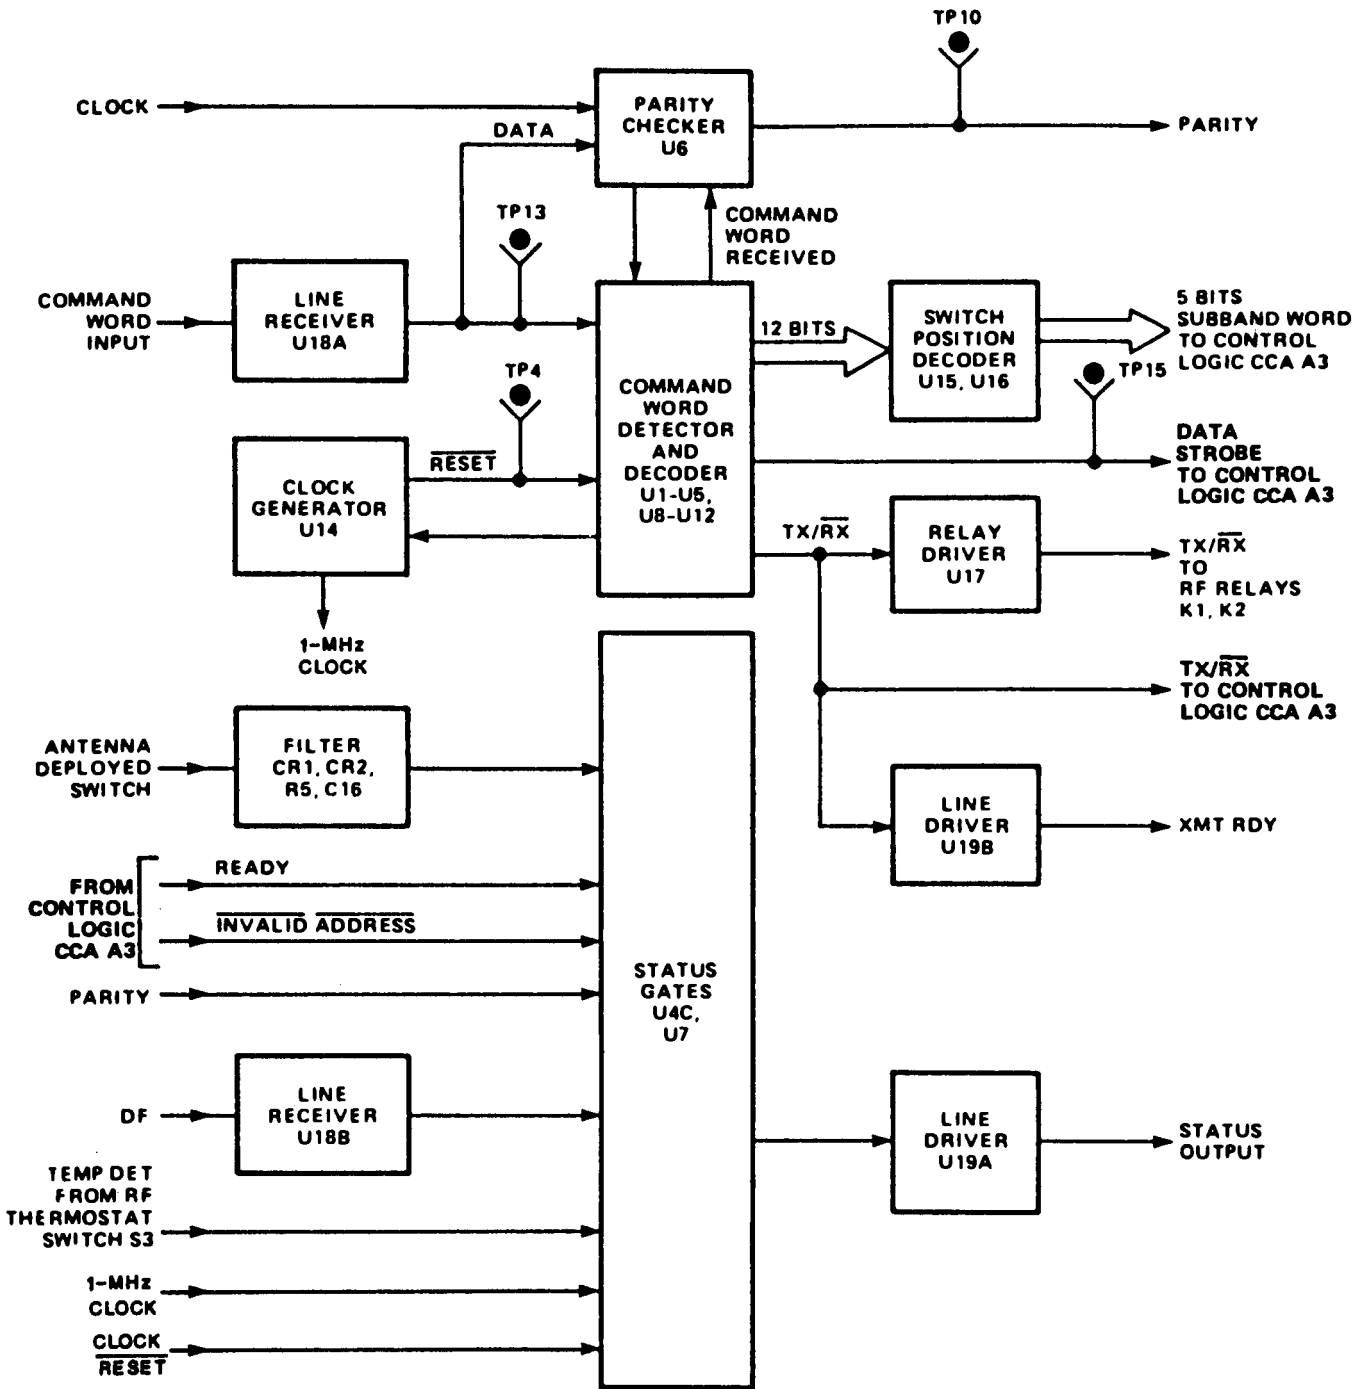 TP10
CLOCK
PARITY
CHECKER
U6
PARITY
DATA
TP13
COMMAND
WORD
RECEIVED
COMMAND
WORD
INPUT
LINE
RECEIVER
U18A
12 BITS
SWITCH
POSITION
DECODER
U15, U16
5 BITS
SUBBAND WORD
TO CONTROL
LOGIC CCA A3
TP4
COMMAND
WORD
DETECTOR
AND
DECODER
U1-U5,
U8-U12
TP15
CLOCK
GENERATOR
U14
RESET
DATA
STROBE
TO CONTROL
LOGIC CCA A3
TX/RX
RELAY
DRIVER
U17
TX/RX
TO
RF RELAYS
K1, K2
1-MHz
CLOCK
TX/RX
TO CONTROL
LOGIC CCA A3
ANTENNA
DEPLOYED
SWITCH
FILTER
CR1, CR2,
R5, C16
LINE
DRIVER
U19B
XMT RDY
FROM
CONTROL
LOGIC
CCA A3
READY
INVALID ADDRESS
PARITY
STATUS
GATES
U4C,
U7
DF
LINE
RECEIVER
U18B
LINE
DRIVER
U19A
STATUS
OUTPUT
TEMP DET
FROM RF
THERMOSTAT
SWITCH S3
1-MHz
CLOCK
CLOCK
RESET